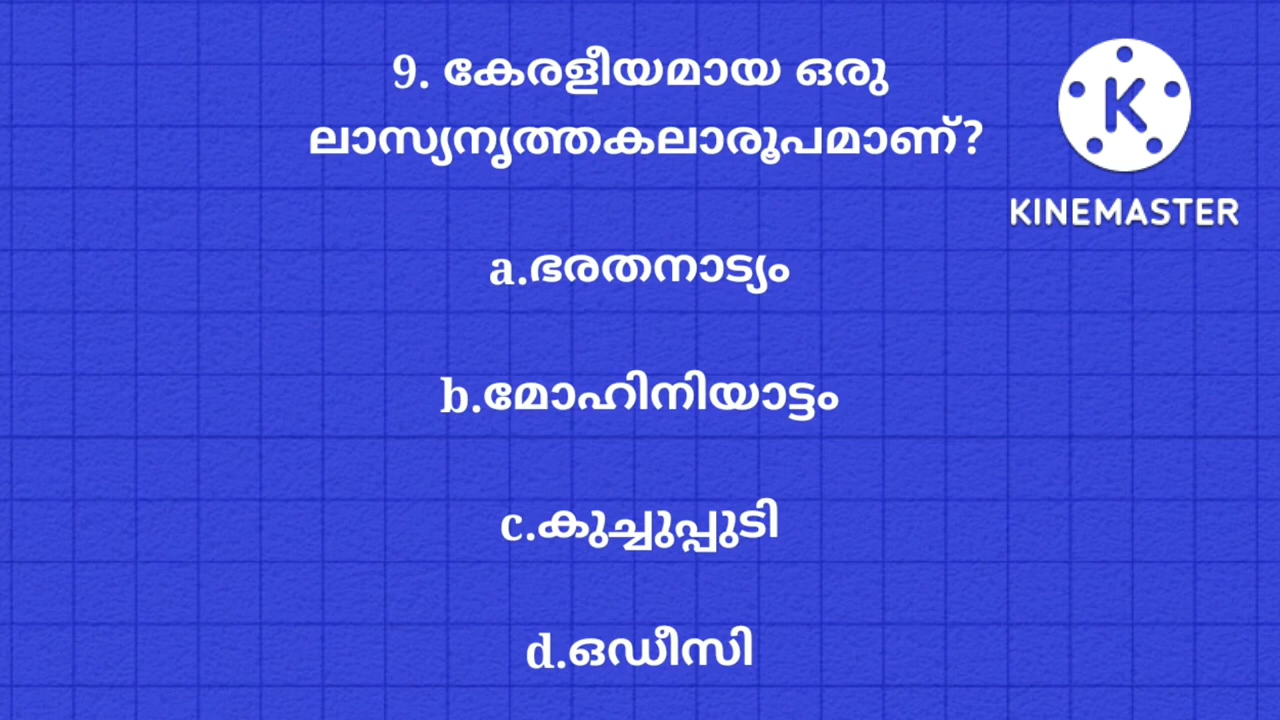 9. കേരളീയമായ ഒരു
ലാസ്യനൃത്തകലാരൂപമാണ്?
K
KINEMASTER
a.ഭരതനാട്യം
b.മോഹിനിയാട്ടം
c.കുച്ചുപ്പുടി
d.ഒഡീസി